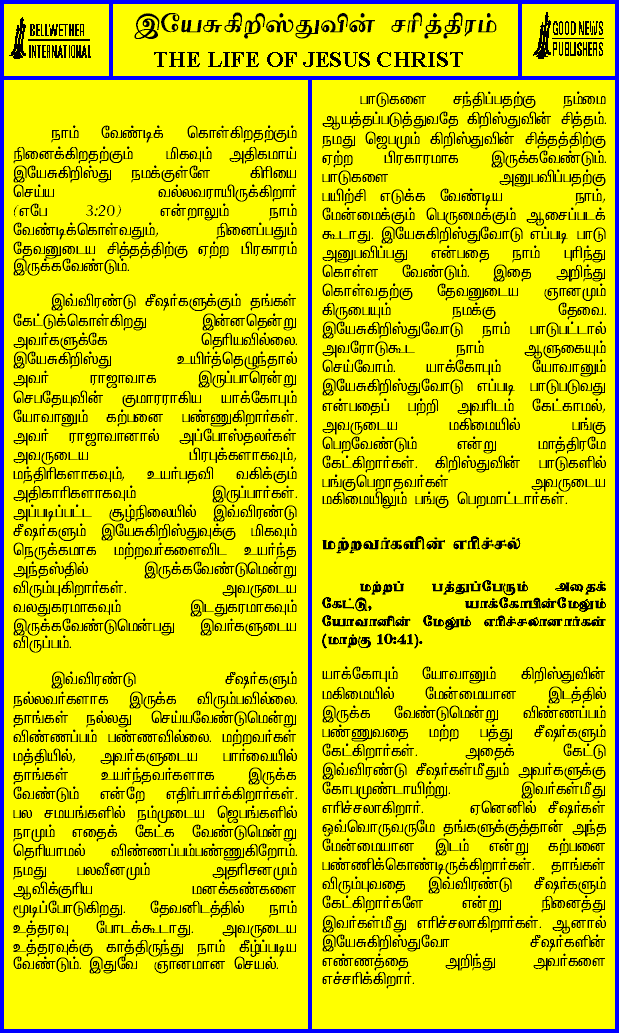 BELLWETHER
INTERNATIONAL
இயேசுகிறிஸ்துவின் சரித்திரம்
THE LIFE OF JESUS CHRIST
GOOD NEWS
PUBLISHERS
நாம் வேண்டிக் கொள்கிறதற்கும்
நினைக்கிறதற்கும் மிகவும் அதிகமாய்
இயேசுகிறிஸ்து நமக்குள்ளே கிரியை
செய்ய வல்லவராயிருக்கிறார்
(எபே 3:20) என்றாலும் நாம்
வேண்டிக்கொள்வதும், நினைப்பதும்
தேவனுடைய சித்தத்திற்கு ஏற்ற பிரகாரம்
இருக்கவேண்டும்.
இவ்விரண்டு சீஷர்களுக்கும் தங்கள்
கேட்டுக்கொள்கிறது இன்னதென்று
அவர்களுக்கே தெரியவில்லை.
இயேசுகிறிஸ்து உயிர்த்தெழுந்தால்
அவர் ராஜாவாக இருப்பாரென்று
செபதேயுவின் குமாரராகிய யாக்கோபும்
யோவானும் கற்பனை பண்ணுகிறார்கள்.
அவர் ராஜாவானால் அப்போஸ்தலர்கள்
அவருடைய பிரபுக்களாகவும்,
மந்திரிகளாகவும், உயர்பதவி வகிக்கும்
அதிகாரிகளாகவும் இருப்பார்கள்.
அப்படிப்பட்ட சூழ்நிலையில் இவ்விரண்டு
சீஷர்களும் இயேசுகிறிஸ்துவுக்கு மிகவும்
நெருக்கமாக மற்றவர்களைவிட உயர்ந்த
அந்தஸ்தில் இருக்கவேண்டுமென்று
விரும்புகிறார்கள். அவருடைய
வலதுகரமாகவும் இடதுகரமாகவும்
இருக்கவேண்டுமென்பது இவர்களுடைய
விருப்பம்.
இவ்விரண்டு சீஷர்களும்
நல்லவர்களாக இருக்க விரும்பவில்லை.
தாங்கள் நல்லது செய்யவேண்டுமென்று
விண்ணப்பம் பண்ணவில்லை. மற்றவர்கள்
மத்தியில், அவர்களுடைய பார்வையில்
தாங்கள் உயர்ந்தவர்களாக இருக்க
வேண்டும் என்றே எதிர்பார்க்கிறார்கள்.
பல சமயங்களில் நம்முடைய ஜெபங்களில்
நாமும் எதைக் கேட்க வேண்டுமென்று
தெரியாமல் விண்ணப்பம்பண்ணுகிறோம்.
நமது பலவீனமும் அதரிசனமும்
ஆவிக்குரிய மனக்கண்களை
மூடிப்போடுகிறது. தேவனிடத்தில் நாம்
உத்தரவு போடக்கூடாது. அவருடைய
உத்தரவுக்கு காத்திருந்து நாம் கீழ்ப்படிய
வேண்டும். இதுவே ஞானமான செயல்.
பாடுகளை சந்திப்பதற்கு நம்மை
ஆயத்தப்படுத்துவதே கிறிஸ்துவின் சித்தம்.
நமது ஜெபமும் கிறிஸ்துவின் சித்தத்திற்கு
ஏற்ற பிரகாரமாக இருக்கவேண்டும்.
பாடுகளை அனுபவிப்பதற்கு
பயிற்சி எடுக்க வேண்டிய நாம்,
மேன்மைக்கும் பெருமைக்கும் ஆசைப்படக்
கூடாது. இயேசுகிறிஸ்துவோடு எப்படி பாடு
அனுபவிப்பது என்பதை நாம் புரிந்து
கொள்ள வேண்டும். இதை அறிந்து
கொள்வதற்கு தேவனுடைய ஞானமும்
கிருபையும் நமக்கு தேவை.
இயேசுகிறிஸ்துவோடு நாம் பாடுபட்டால்
அவரோடுகூட நாம் ஆளுகையும்
செய்வோம். யாக்கோபும் யோவானும்
இயேசுகிறிஸ்துவோடு எப்படி பாடுபடுவது
என்பதைப் பற்றி அவரிடம் கேட்காமல்,
அவருடைய மகிமையில் பங்கு
பெறவேண்டும் என்று மாத்திரமே
கேட்கிறார்கள். கிறிஸ்துவின் பாடுகளில்
பங்குபெறாதவர்கள் அவருடைய
மகிமையிலும் பங்கு பெறமாட்டார்கள்.
மற்றவர்களின் எரிச்சல்
மற்றப் பத்துப்பேரும் அதைக்
கேட்டு, யாக்கோபின்மேலும்
யோவானின் மேலும் எரிச்சலானார்கள்
(மாற்கு 10:41).
யாக்கோபும் யோவானும் கிறிஸ்துவின்
மகிமையில் மேன்மையான இடத்தில்
இருக்க வேண்டுமென்று விண்ணப்பம்
பண்ணுவதை மற்ற பத்து சீஷர்களும்
கேட்கிறார்கள். அதைக் கேட்டு
இவ்விரண்டு சீஷர்கள்மீதும் அவர்களுக்கு
கோபமுண்டாயிற்று. இவர்கள்மீது
எரிச்சலாகிறார். ஏனெனில் சீஷர்கள்
ஒவ்வொருவருமே தங்களுக்குத்தான் அந்த
மேன்மையான இடம் என்று கற்பனை
பண்ணிக்கொண்டிருக்கிறார்கள். தாங்கள்
விரும்புவதை இவ்விரண்டு சீஷர்களும்
கேட்கிறார்களே என்று நினைத்து
இவர்கள்மீது எரிச்சலாகிறார்கள். ஆனால்
இயேசுகிறிஸ்துவோ சீஷர்களின்
எண்ணத்தை அறிந்து அவர்களை
எச்சரிக்கிறார்.